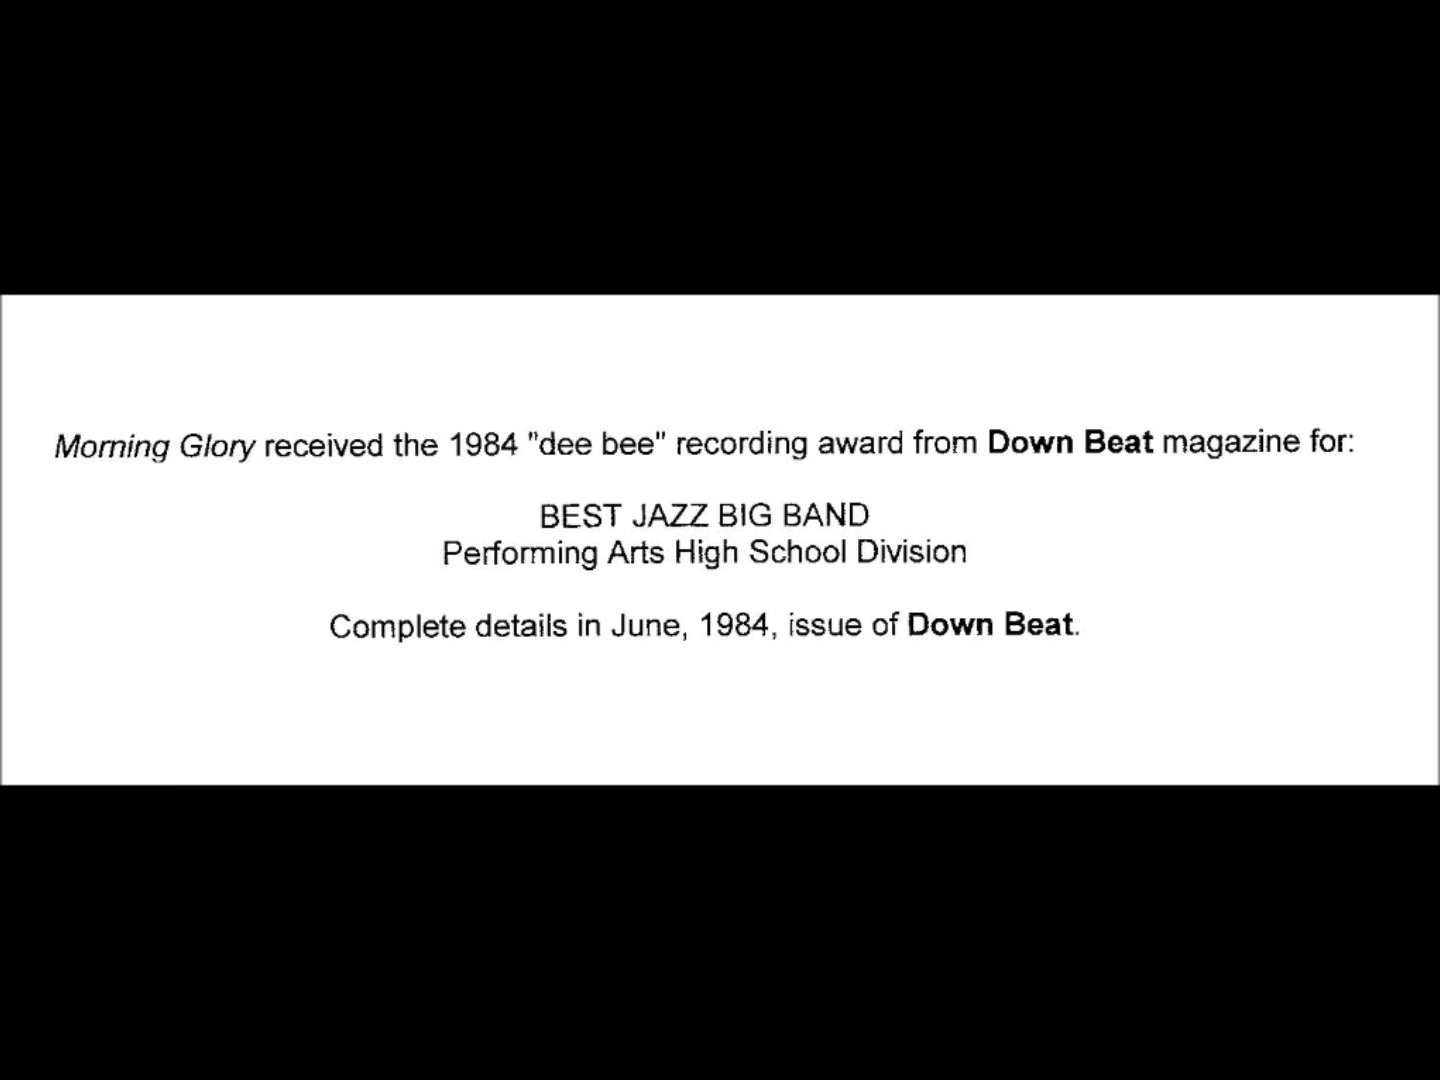 Morning Glory received the 1984 "dee bee" recording award from Down Beat magazine for:
BEST JAZZ BIG BAND
Performing Arts High School Division
Complete details in June, 1984, issue of Down Beat.